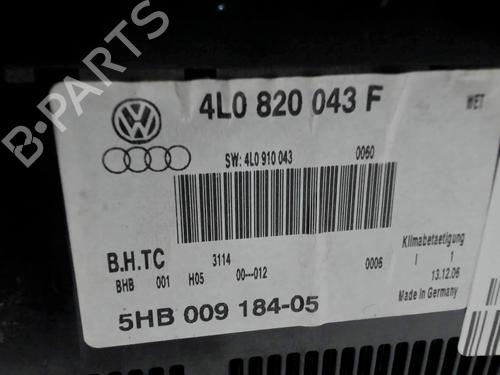 4L0 820 043 F
WET
SW: 4L0 910 043 0060
B.H.TC 3114
BHB 001 H05 00---012 0006
Klimabetaetigung
I 1
13.12.06
Made in Germany
5HB 009 184-05
B-PARTS